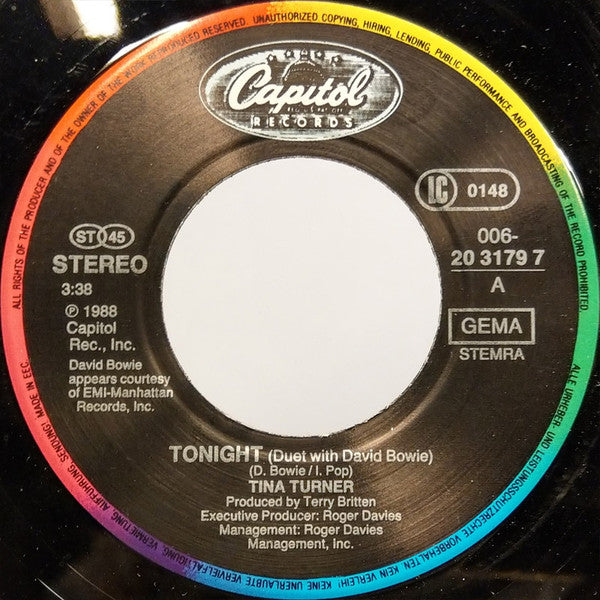 ALL RIGHTS OF THE PRODUCER AND OF THE OWNER OF THE WORK REPRODUCED RESERVED. UNAUTHORIZED COPYING, HIRING, LENDING, PUBLIC PERFORMANCE AND BROADCASTING OF THE RECORD PROHIBITED.
Capitol
RECORDS
LC 0148
ST 45
STEREO
3:38
℗ 1988
Capitol
Rec., Inc.
David Bowie
appears courtesy
of EMI-Manhattan
Records, Inc.
006-
20 3179 7
A
GEMA
STEMRA
TONIGHT (Duet with David Bowie)
(D. Bowie / I. Pop)
TINA TURNER
Produced by Terry Britten
Executive Producer: Roger Davies
Management: Roger Davies
Management, Inc.
ALLE URHEBER- UND LEISTUNGSSCHUTZRECHTE VORBEHALTEN. KEIN VERLEIH! KEINE UNERLAUBTE VERVIELFÄLTIGUNG, VERMIETUNG, AUFFÜHRUNG, SENDUNG! MADE IN EEC.